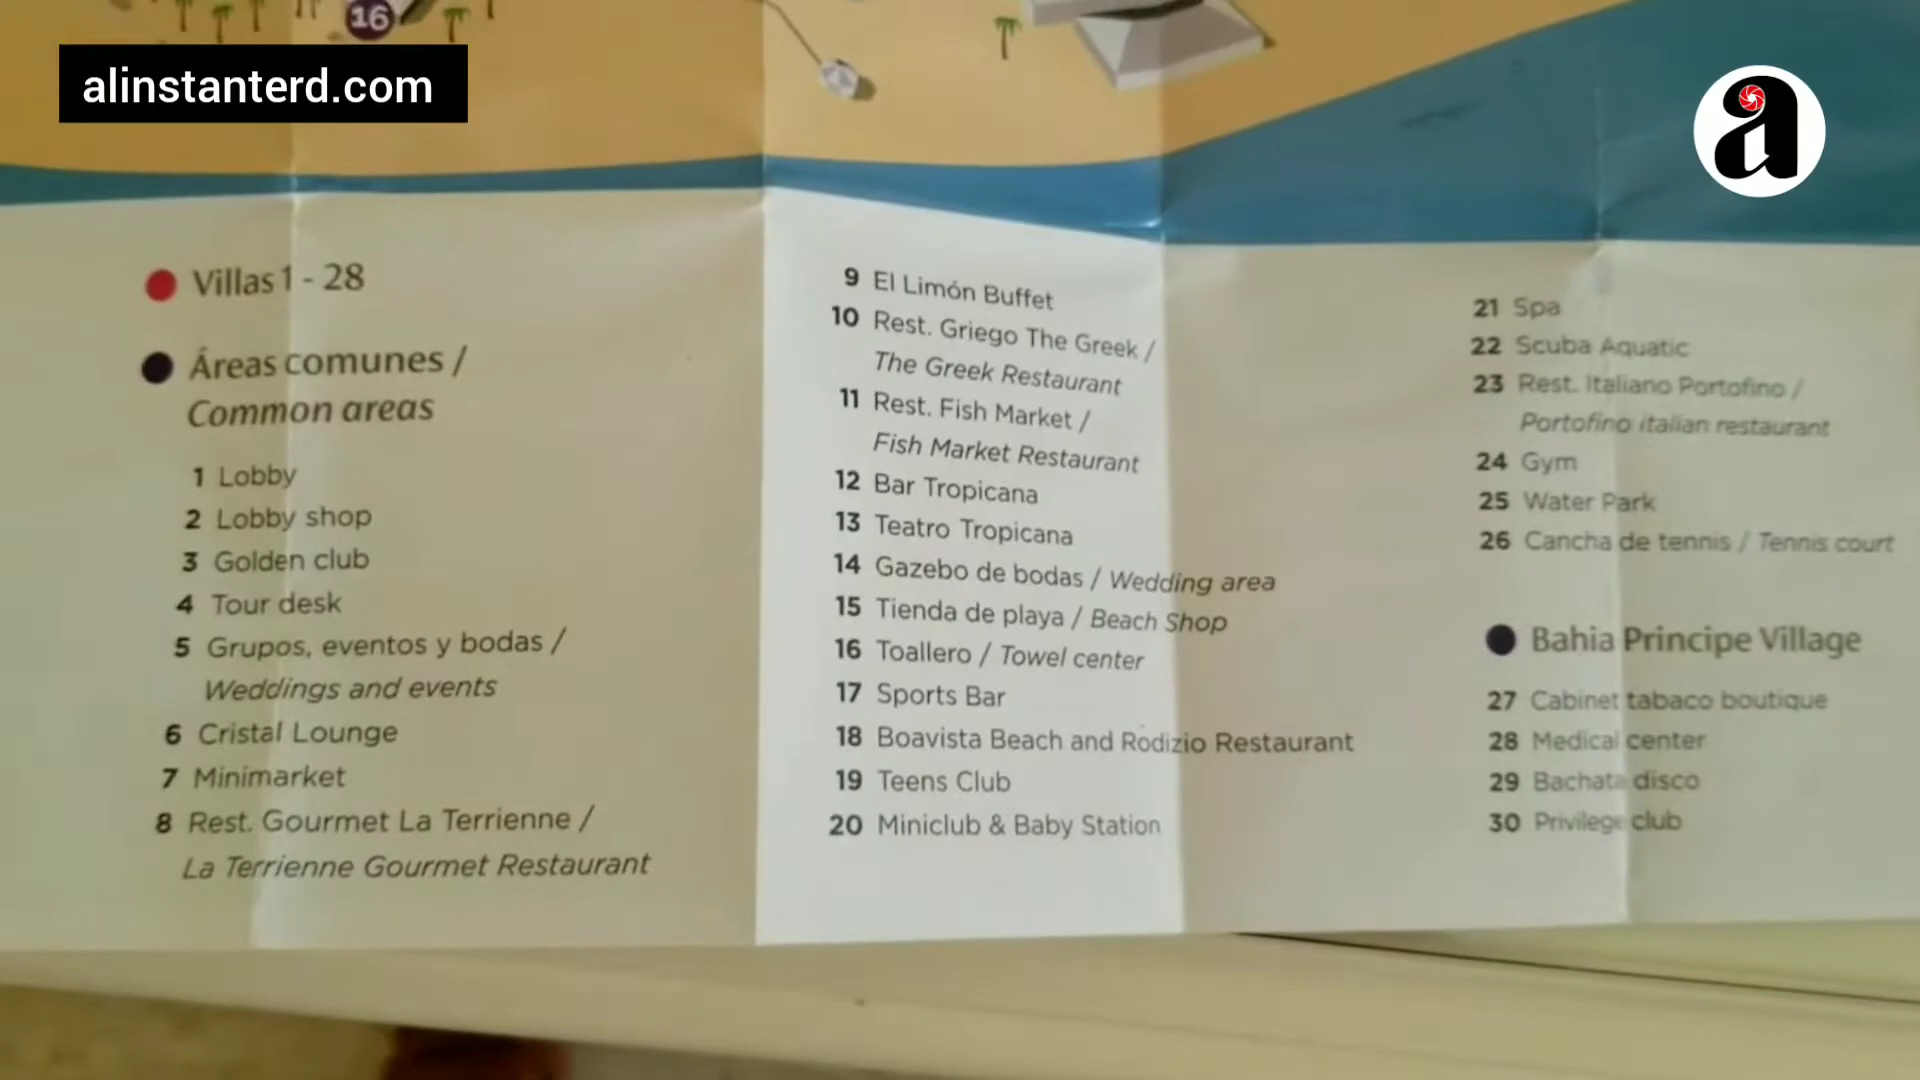 16
alinstanterd.com
a
Villas 1 - 28
Áreas comunes /
Common areas
1 Lobby
2 Lobby shop
3 Golden club
4 Tour desk
5 Grupos, eventos y bodas /
Weddings and events
6 Cristal Lounge
7 Minimarket
8 Rest. Gourmet La Terrienne /
La Terrienne Gourmet Restaurant
9 El Limón Buffet
10 Rest. Griego The Greek /
The Greek Restaurant
11 Rest. Fish Market /
Fish Market Restaurant
12 Bar Tropicana
13 Teatro Tropicana
14 Gazebo de bodas / Wedding area
15 Tienda de playa / Beach Shop
16 Toallero / Towel center
17 Sports Bar
18 Boavista Beach and Rodizio Restaurant
19 Teens Club
20 Miniclub & Baby Station
21 Spa
22 Scuba Aquatic
23 Rest. Italiano Portofino /
Portofino italian restaurant
24 Gym
25 Water Park
26 Cancha de tennis / Tennis court
Bahia Principe Village
27 Cabinet tabaco boutique
28 Medical center
29 Bachata disco
30 Privilege club